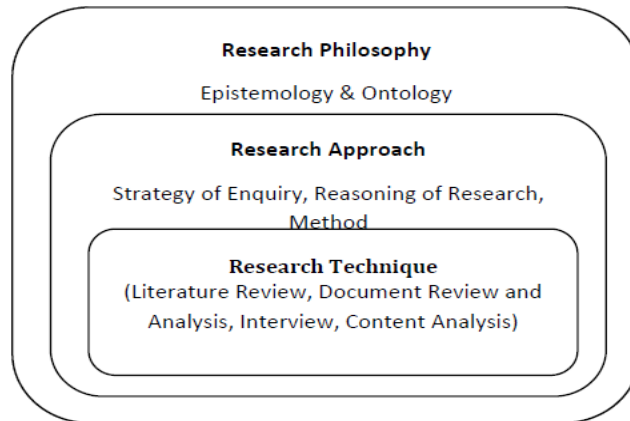 Research Philosophy
Epistemology & Ontology
Research Approach
Strategy of Enquiry, Reasoning of Research,
Method
Research Technique
(Literature Review, Document Review and
Analysis, Interview, Content Analysis)